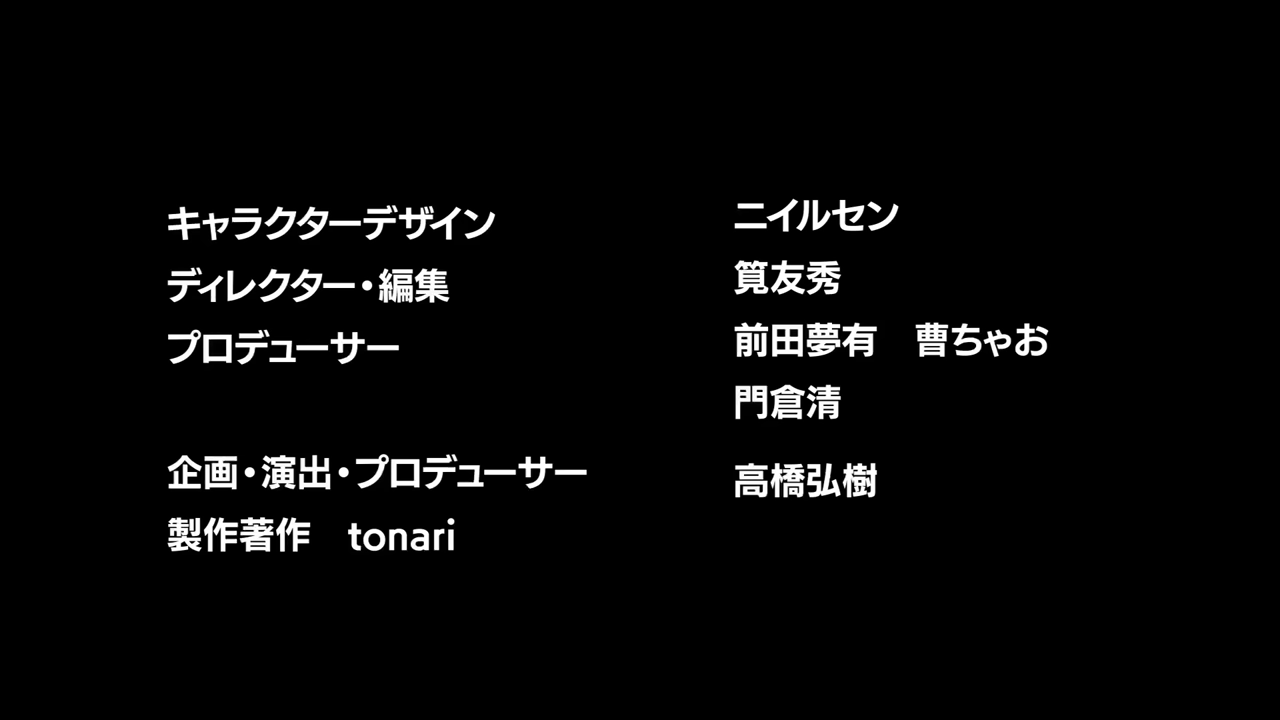 キャラクターデザイン　ニイルセン
ディレクター・編集　筧友秀
プロデューサー　前田夢有　曹ちゃお
門倉清
企画・演出・プロデューサー　高橋弘樹
製作著作　tonari